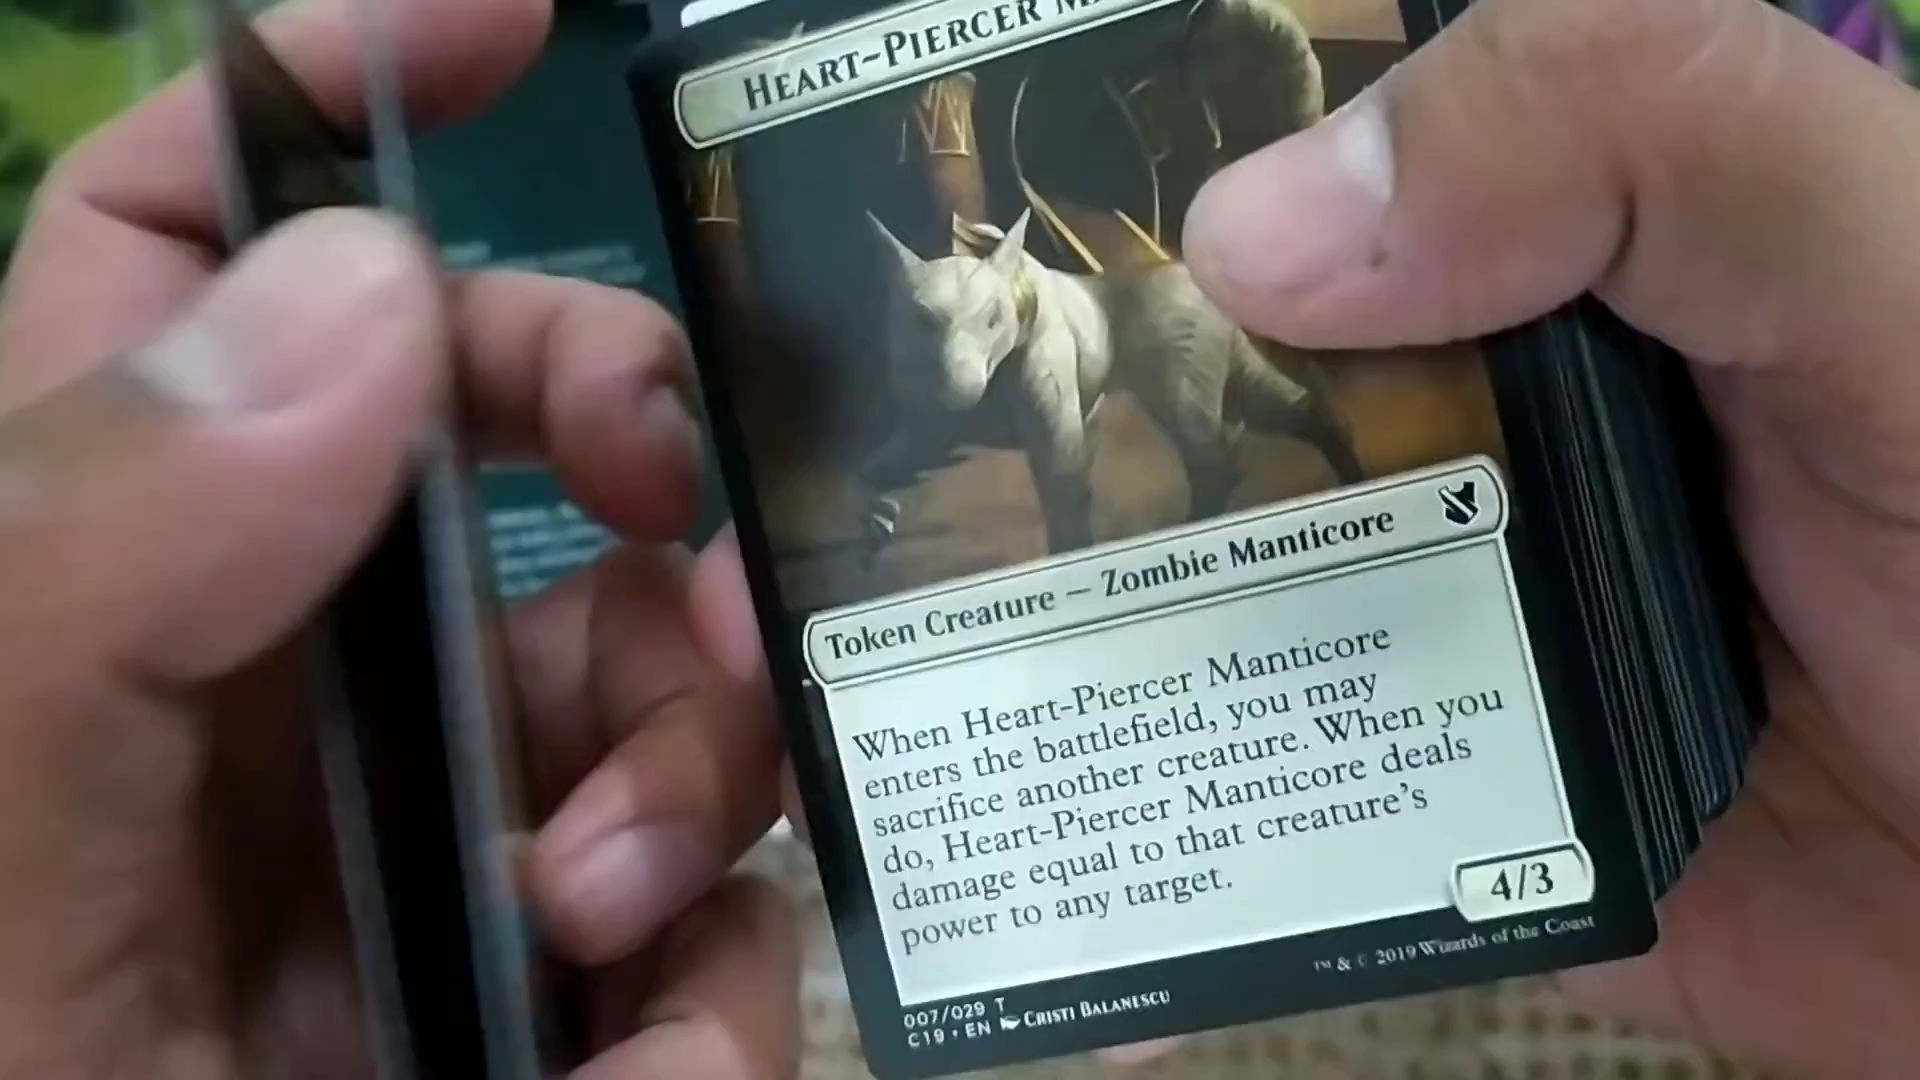 HEART-PIERCER
Token Creature — Zombie Manticore
When Heart-Piercer Manticore
enters the battlefield, you may
sacrifice another creature. When you
do, Heart-Piercer Manticore deals
damage equal to that creature's
power to any target.
4/3
™ & © 2019 Wizards of the Coast
007/029 T
C19 • EN CRISTI BALANESCU